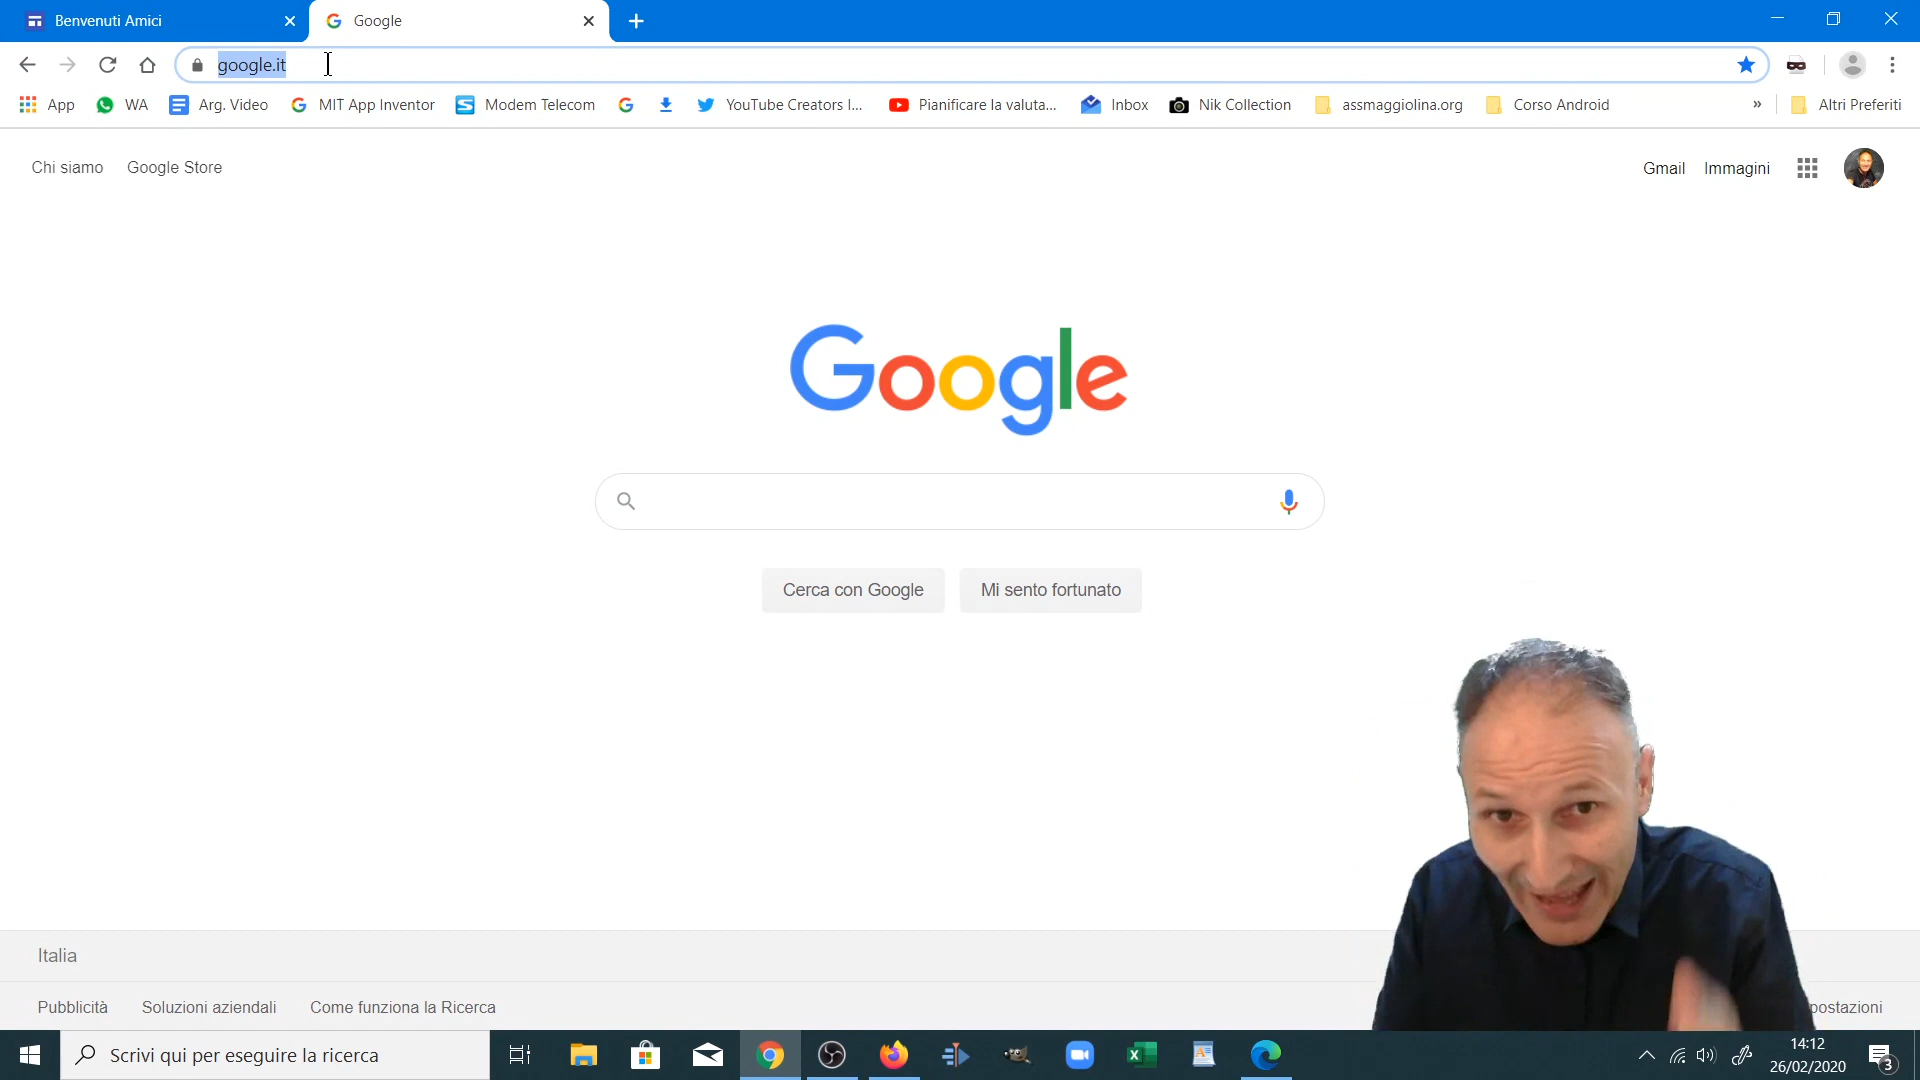 Benvenuti Amici
Google
google.it
App WA Arg. Video MIT App Inventor Modem Telecom YouTube Creators I... Pianificare la valuta... Inbox Nik Collection assmaggiolina.org Corso Android » Altri Preferiti
Chi siamo Google Store
Gmail Immagini
Google
Cerca con Google Mi sento fortunato
Italia
Pubblicità Soluzioni aziendali Come funziona la Ricerca
postazioni
Scrivi qui per eseguire la ricerca
14:12
26/02/2020
3